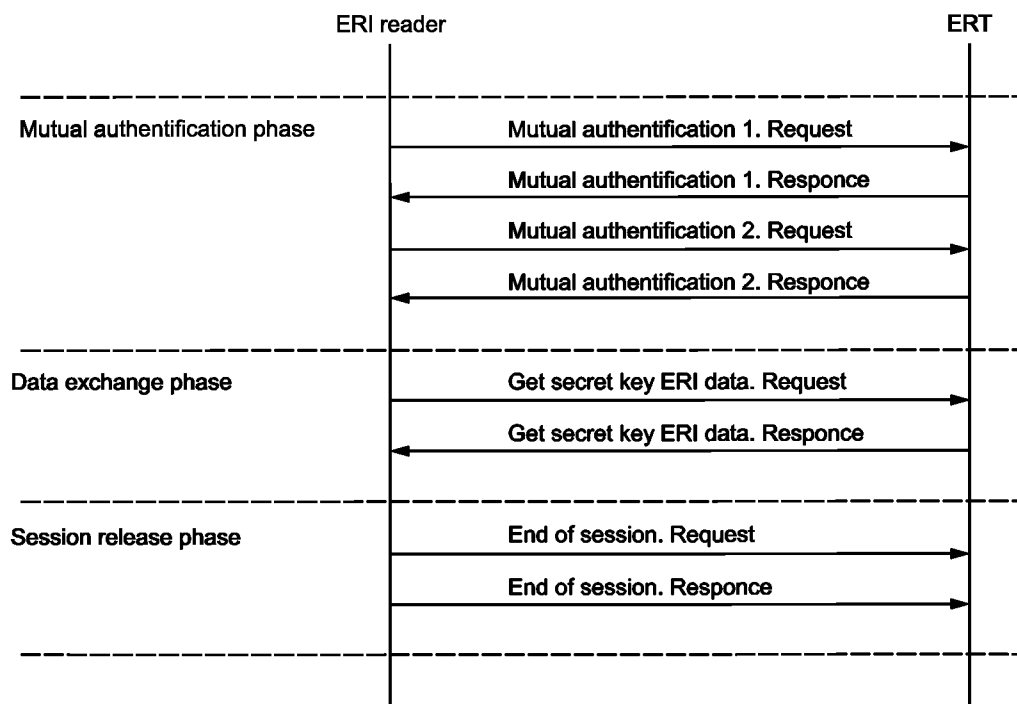 ERI reader
ERT
Mutual authentification phase
Mutual authentification 1. Request
Mutual authentification 1. Responce
Mutual authentification 2. Request
Mutual authentification 2. Responce
Data exchange phase
Get secret key ERI data. Request
Get secret key ERI data. Responce
Session release phase
End of session. Request
End of session. Responce